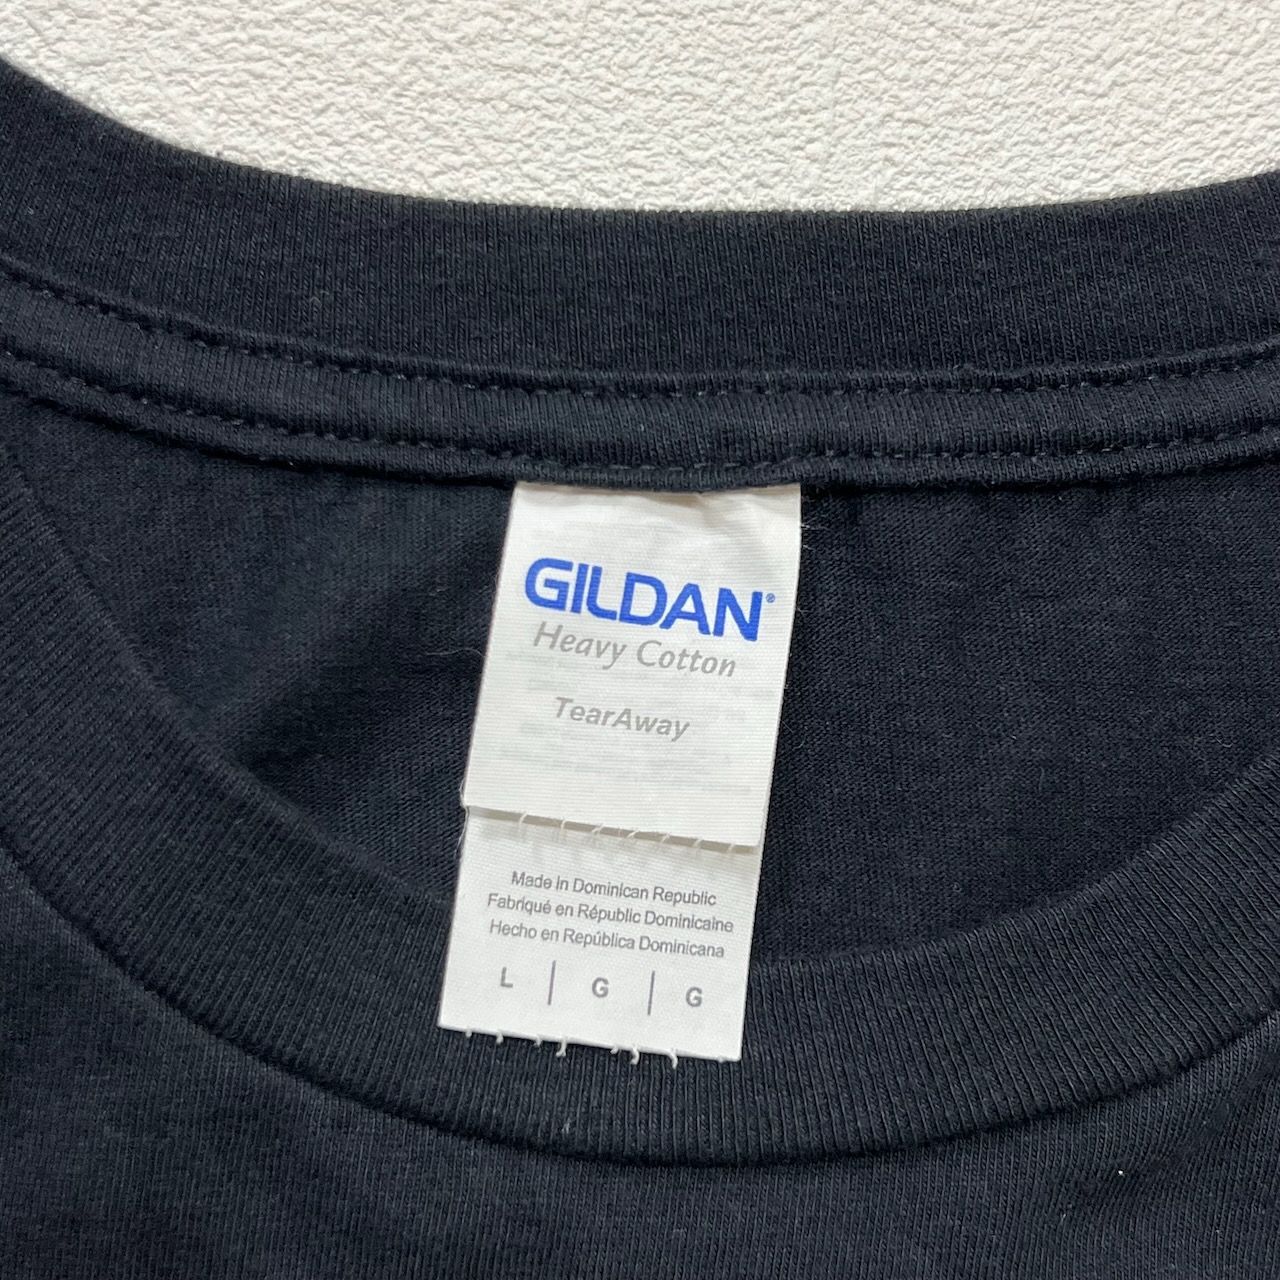 GILDAN®
Heavy Cotton
TearAway
Made in Dominican Republic
Fabriqué en Républic Dominicaine
Hecho en República Dominicana
L | G | G